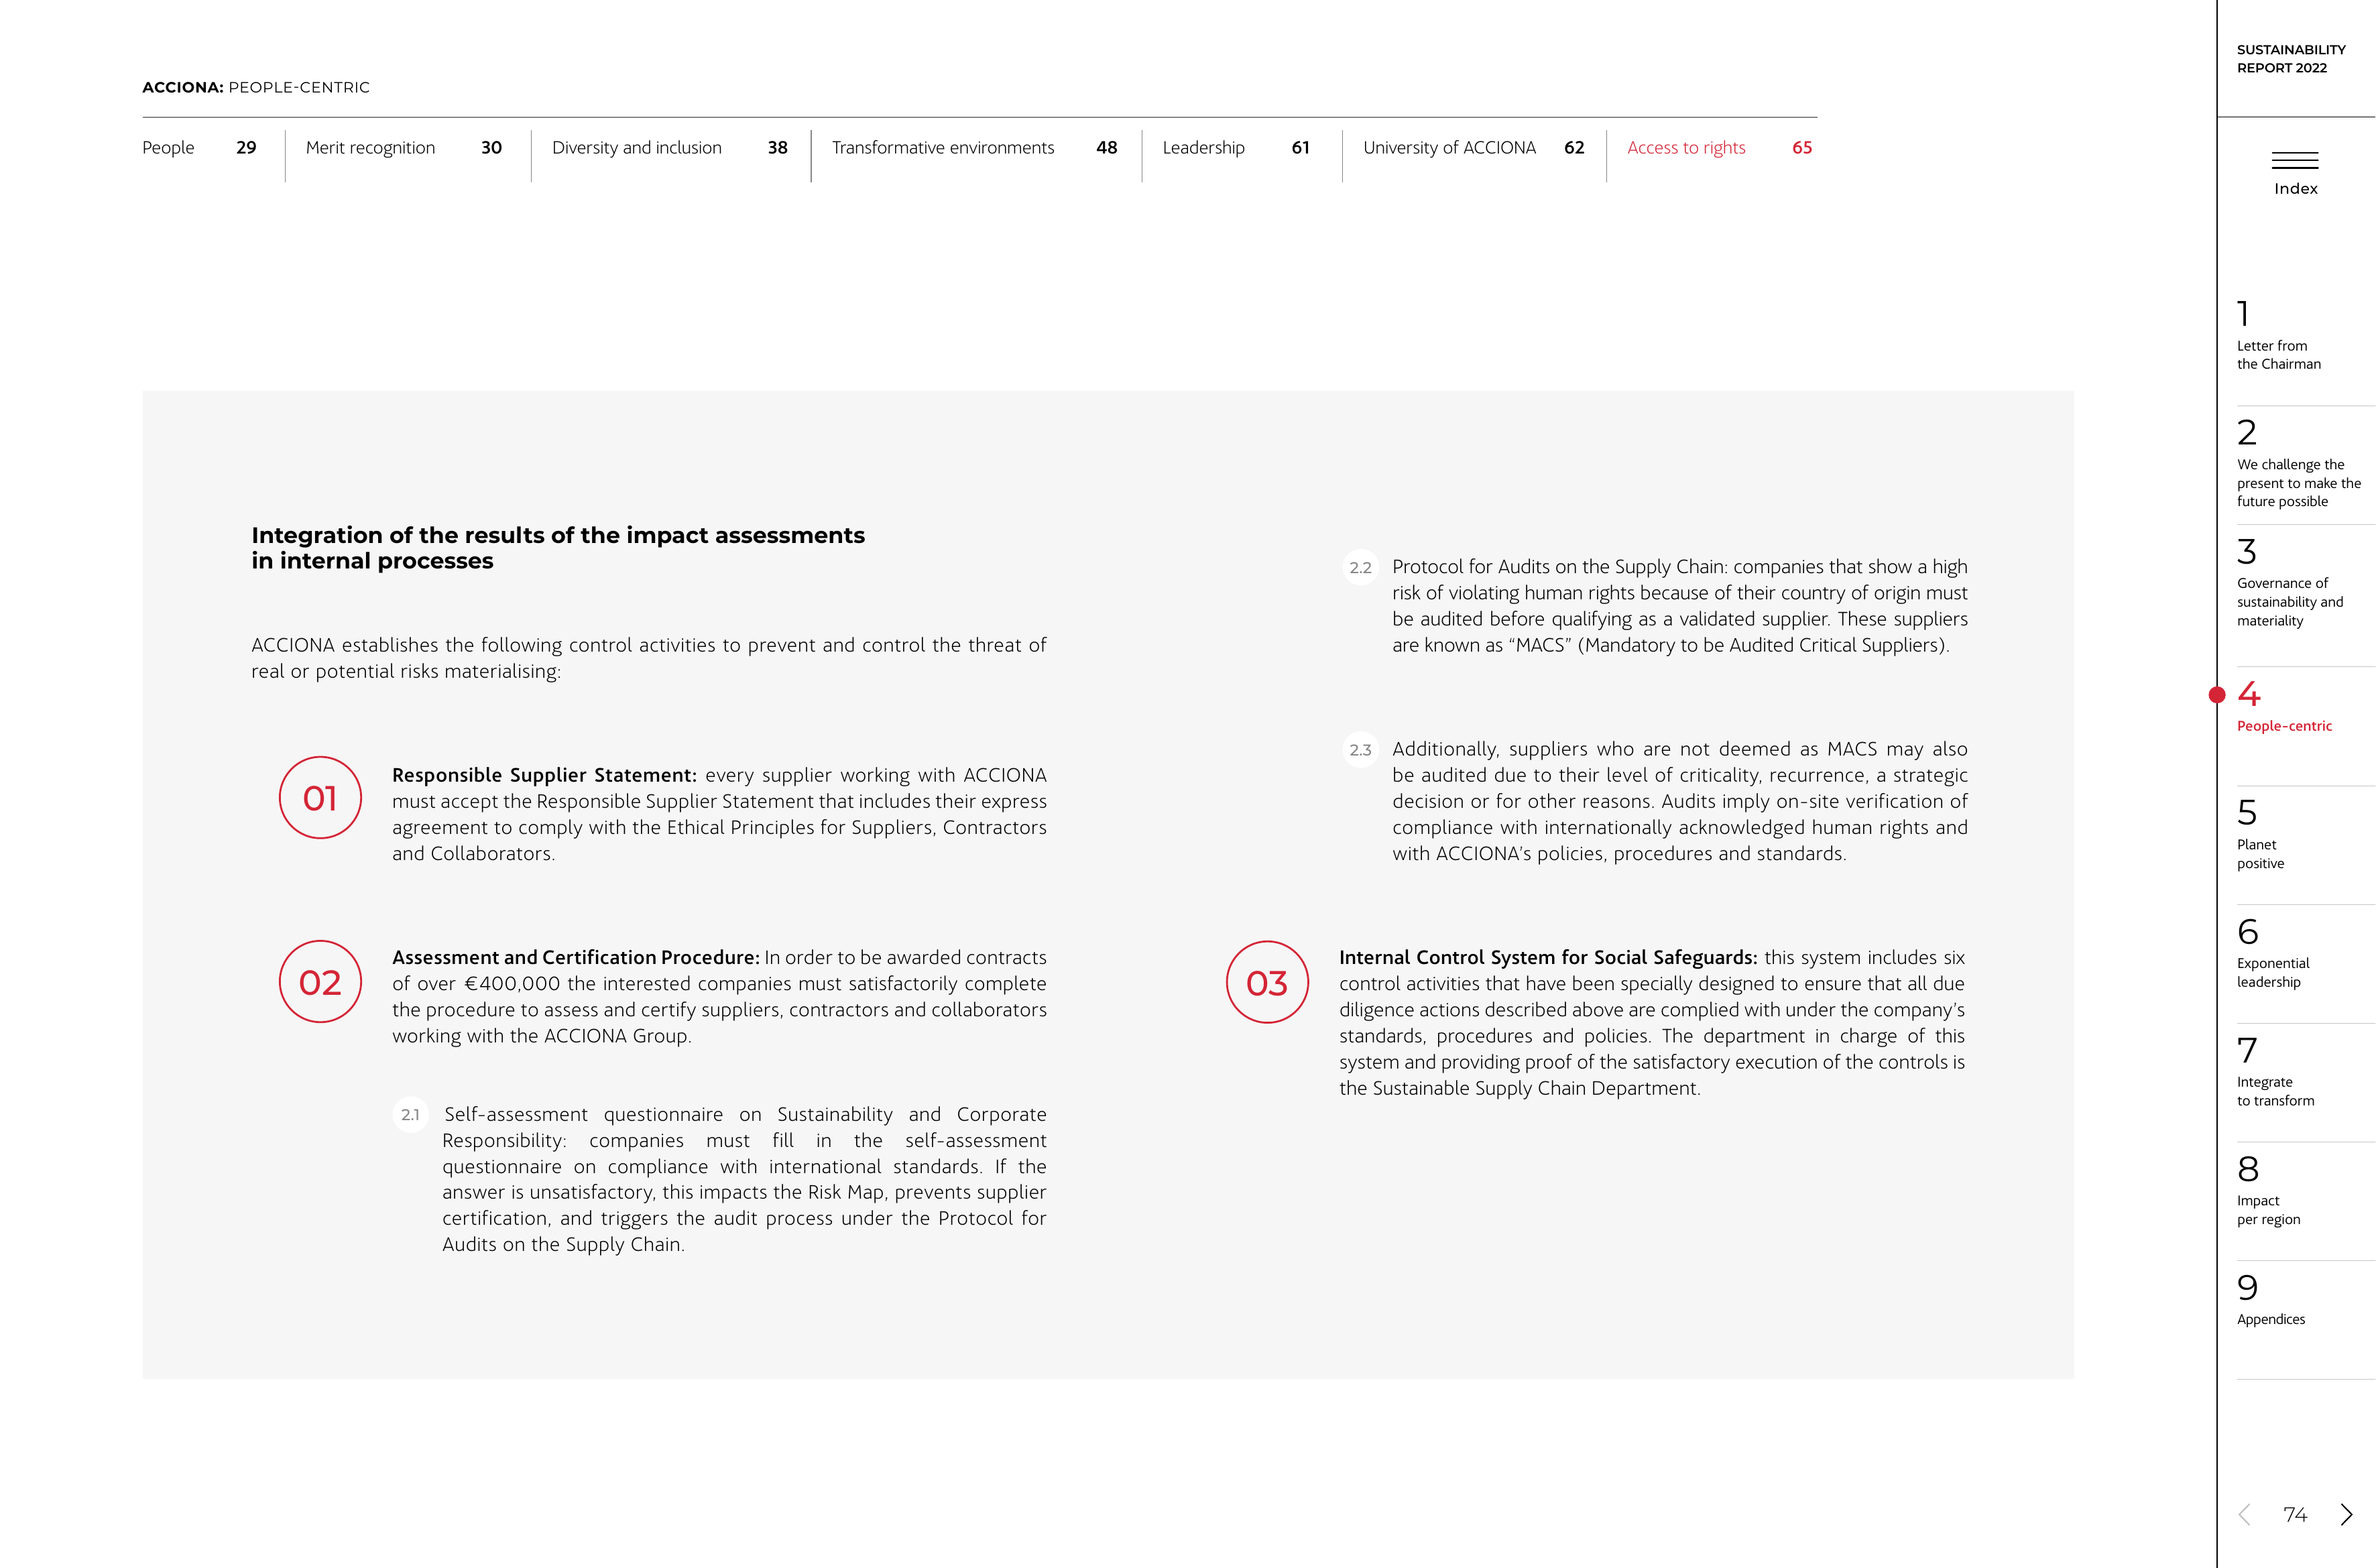 ACCIONA: PEOPLE-CENTRIC
People 29
Merit recognition 30
Diversity and inclusion 38
Transformative environments 48
Leadership 61
University of ACCIONA 62
Access to rights 65
Integration of the results of the impact assessments
in internal processes
ACCIONA establishes the following control activities to prevent and control the threat of
real or potential risks materialising:
01
Responsible Supplier Statement: every supplier working with ACCIONA
must accept the Responsible Supplier Statement that includes their express
agreement to comply with the Ethical Principles for Suppliers, Contractors
and Collaborators.
02
Assessment and Certification Procedure: In order to be awarded contracts
of over €400,000 the interested companies must satisfactorily complete
the procedure to assess and certify suppliers, contractors and collaborators
working with the ACCIONA Group.
2.1 Self-assessment questionnaire on Sustainability and Corporate
Responsibility: companies must fill in the self-assessment
questionnaire on compliance with international standards. If the
answer is unsatisfactory, this impacts the Risk Map, prevents supplier
certification, and triggers the audit process under the Protocol for
Audits on the Supply Chain.
2.2 Protocol for Audits on the Supply Chain: companies that show a high
risk of violating human rights because of their country of origin must
be audited before qualifying as a validated supplier. These suppliers
are known as “MACS” (Mandatory to be Audited Critical Suppliers).
2.3 Additionally, suppliers who are not deemed as MACS may also
be audited due to their level of criticality, recurrence, a strategic
decision or for other reasons. Audits imply on-site verification of
compliance with internationally acknowledged human rights and
with ACCIONA’s policies, procedures and standards.
03
Internal Control System for Social Safeguards: this system includes six
control activities that have been specially designed to ensure that all due
diligence actions described above are complied with under the company’s
standards, procedures and policies. The department in charge of this
system and providing proof of the satisfactory execution of the controls is
the Sustainable Supply Chain Department.
SUSTAINABILITY
REPORT 2022
Index
1
Letter from
the Chairman
2
We challenge the
present to make the
future possible
3
Governance of
sustainability and
materiality
4
People-centric
5
Planet
positive
6
Exponential
leadership
7
Integrate
to transform
8
Impact
per region
9
Appendices
74